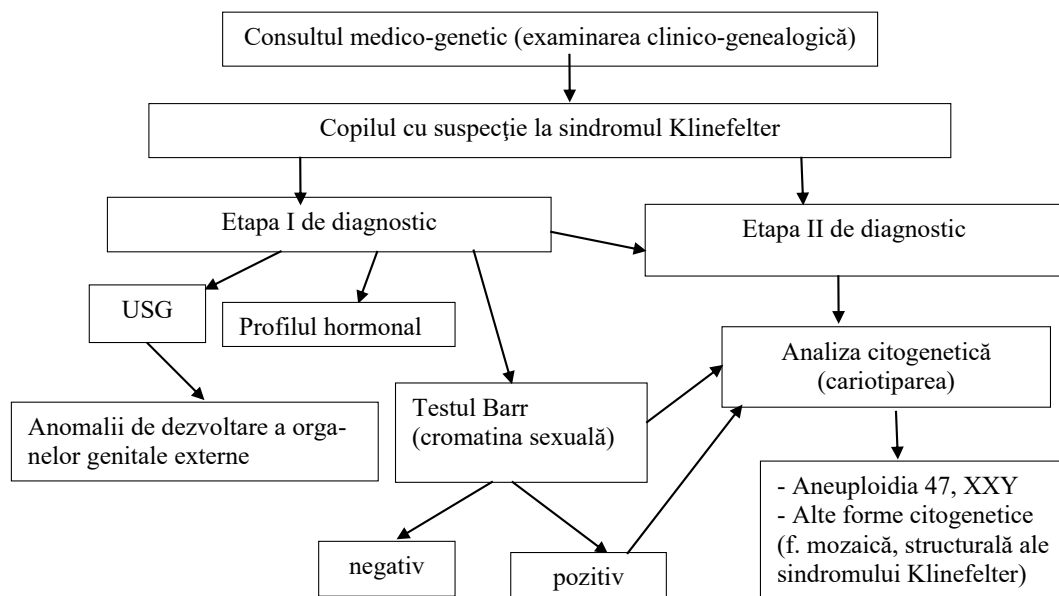 Consultul medico-genetic (examinarea clinico-genealogică)
Copilul cu suspecţie la sindromul Klinefelter
Etapa I de diagnostic
Etapa II de diagnostic
USG
Profilul hormonal
Analiza citogenetică
(cariotiparea)
Anomalii de dezvoltare a orga-
nelor genitale externe
Testul Barr
(cromatina sexuală)
- Aneuploidia 47, XXY
- Alte forme citogenetice
(f. mozaică, structurală ale
sindromului Klinefelter)
negativ
pozitiv